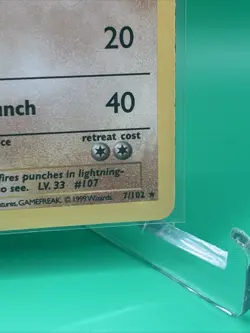 20
unch 40
ce retreat cost
fires punches in lightning-
o see. LV. 33 #107
tures, GAMEFREAK. © 1999 Wizards. 7/102 ★